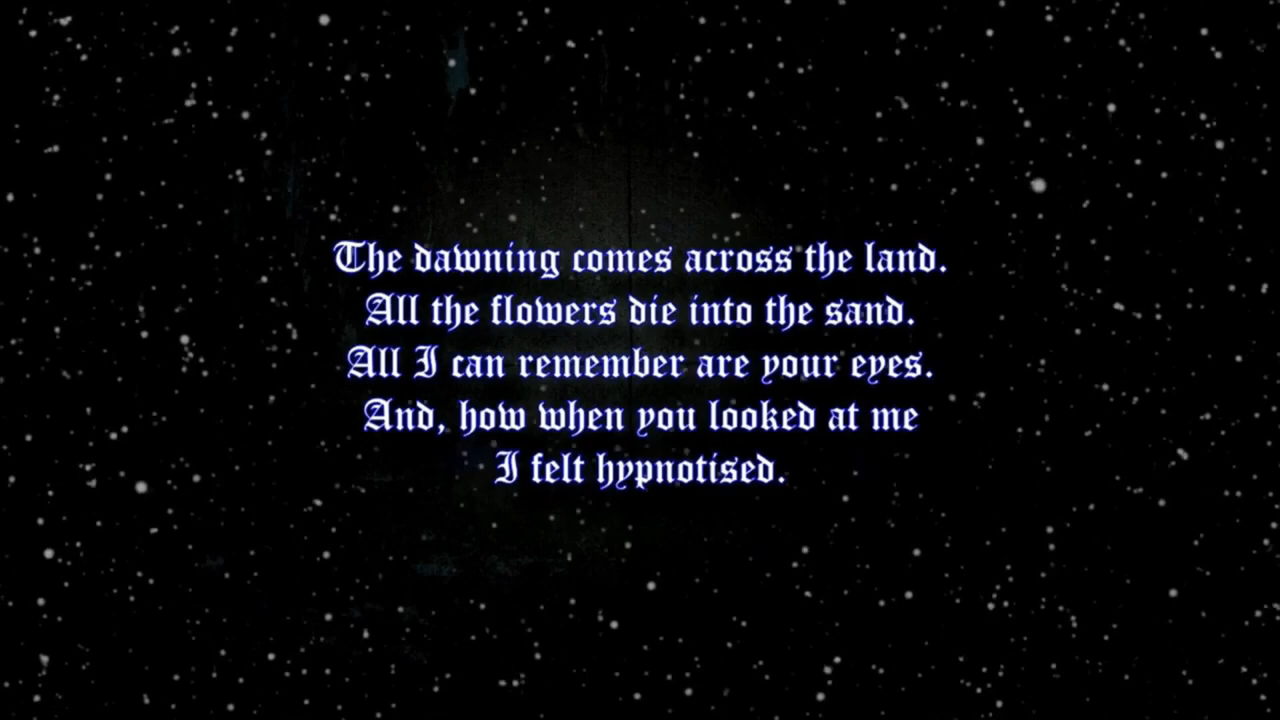 The dawning comes across the land.
All the flowers die into the sand.
All I can remember are your eyes.
And, how when you looked at me
I felt hypnotised.